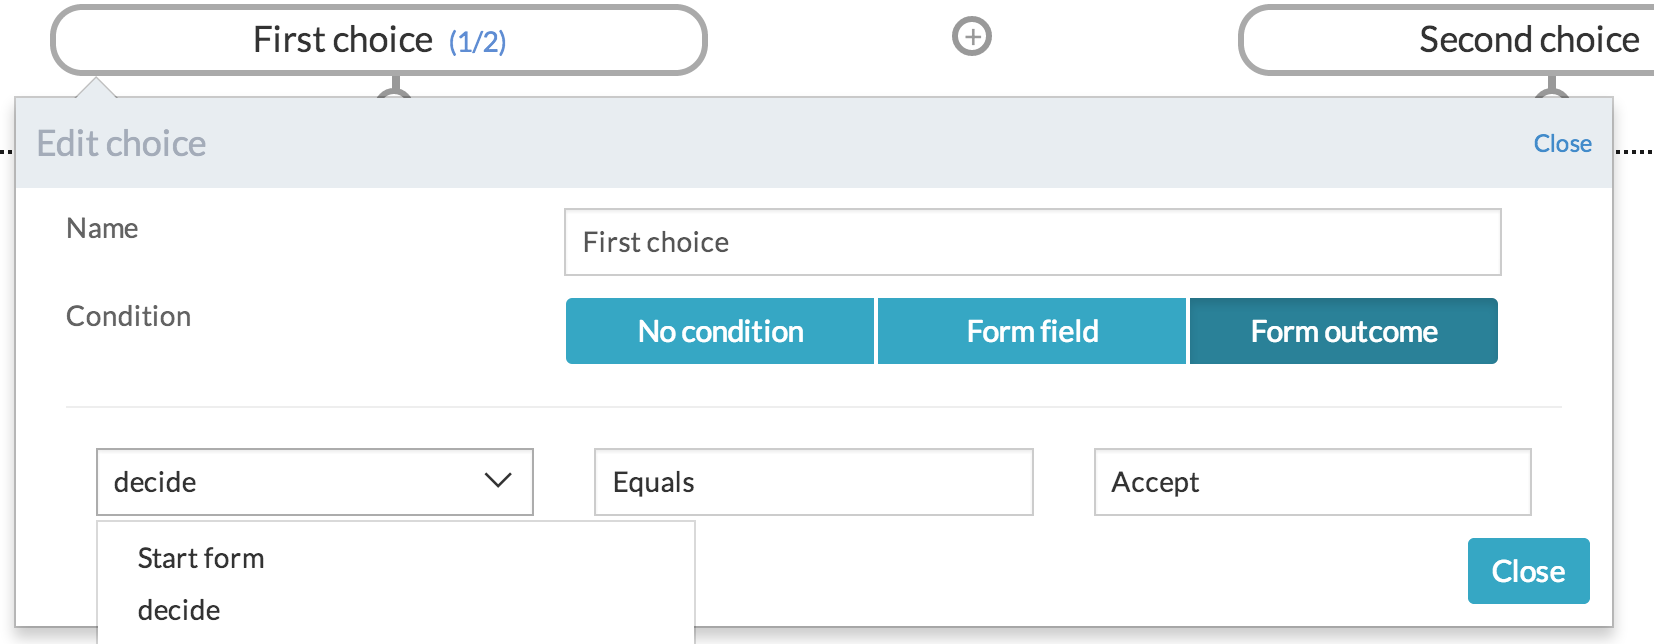 First choice (1/2)
Second choice
Edit choice
Close
Name
First choice
Condition
No condition
Form field
Form outcome
decide
Equals
Accept
Start form
decide
Close